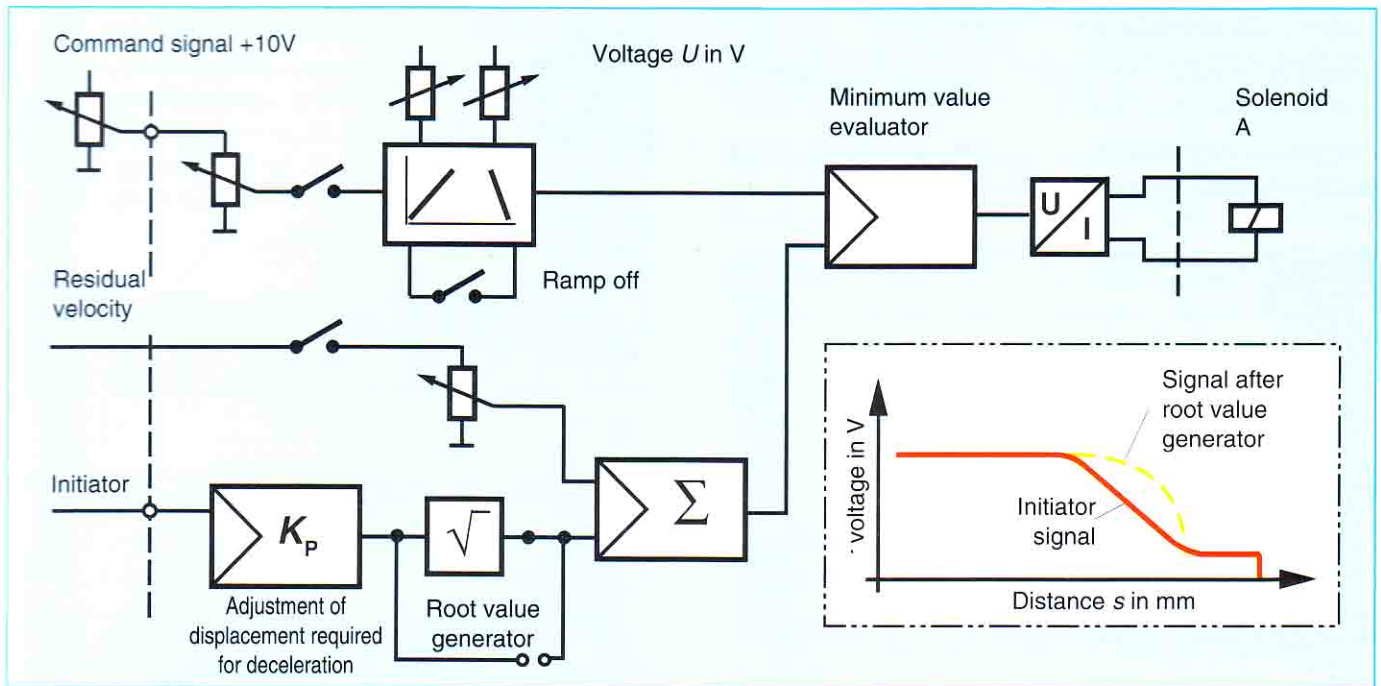 Command signal +10V
Voltage U in V
Minimum value
evaluator
Solenoid
A
U
I
Ramp off
Residual
velocity
Initiator
KP
Adjustment of
displacement required
for deceleration
√
Root value
generator
Σ
voltage in V
Signal after
root value
generator
Initiator
signal
Distance s in mm